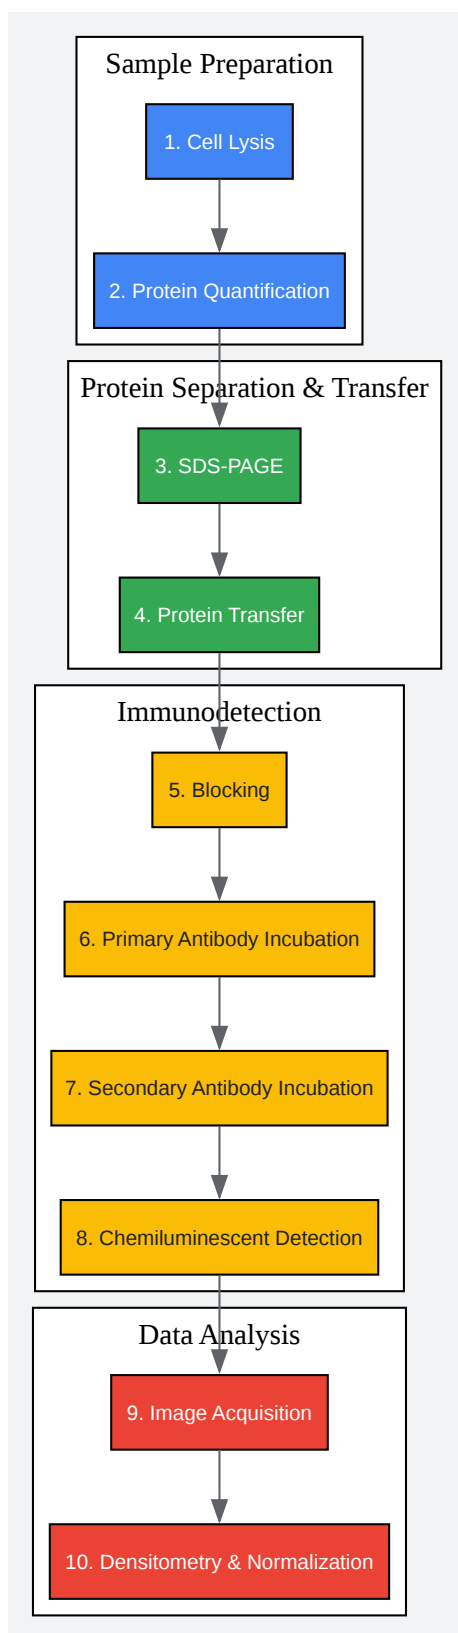 Sample Preparation
1. Cell Lysis
2. Protein Quantification
Protein Separation & Transfer
3. SDS-PAGE
4. Protein Transfer
Immunodetection
5. Blocking
6. Primary Antibody Incubation
7. Secondary Antibody Incubation
8. Chemiluminescent Detection
Data Analysis
9. Image Acquisition
10. Densitometry & Normalization